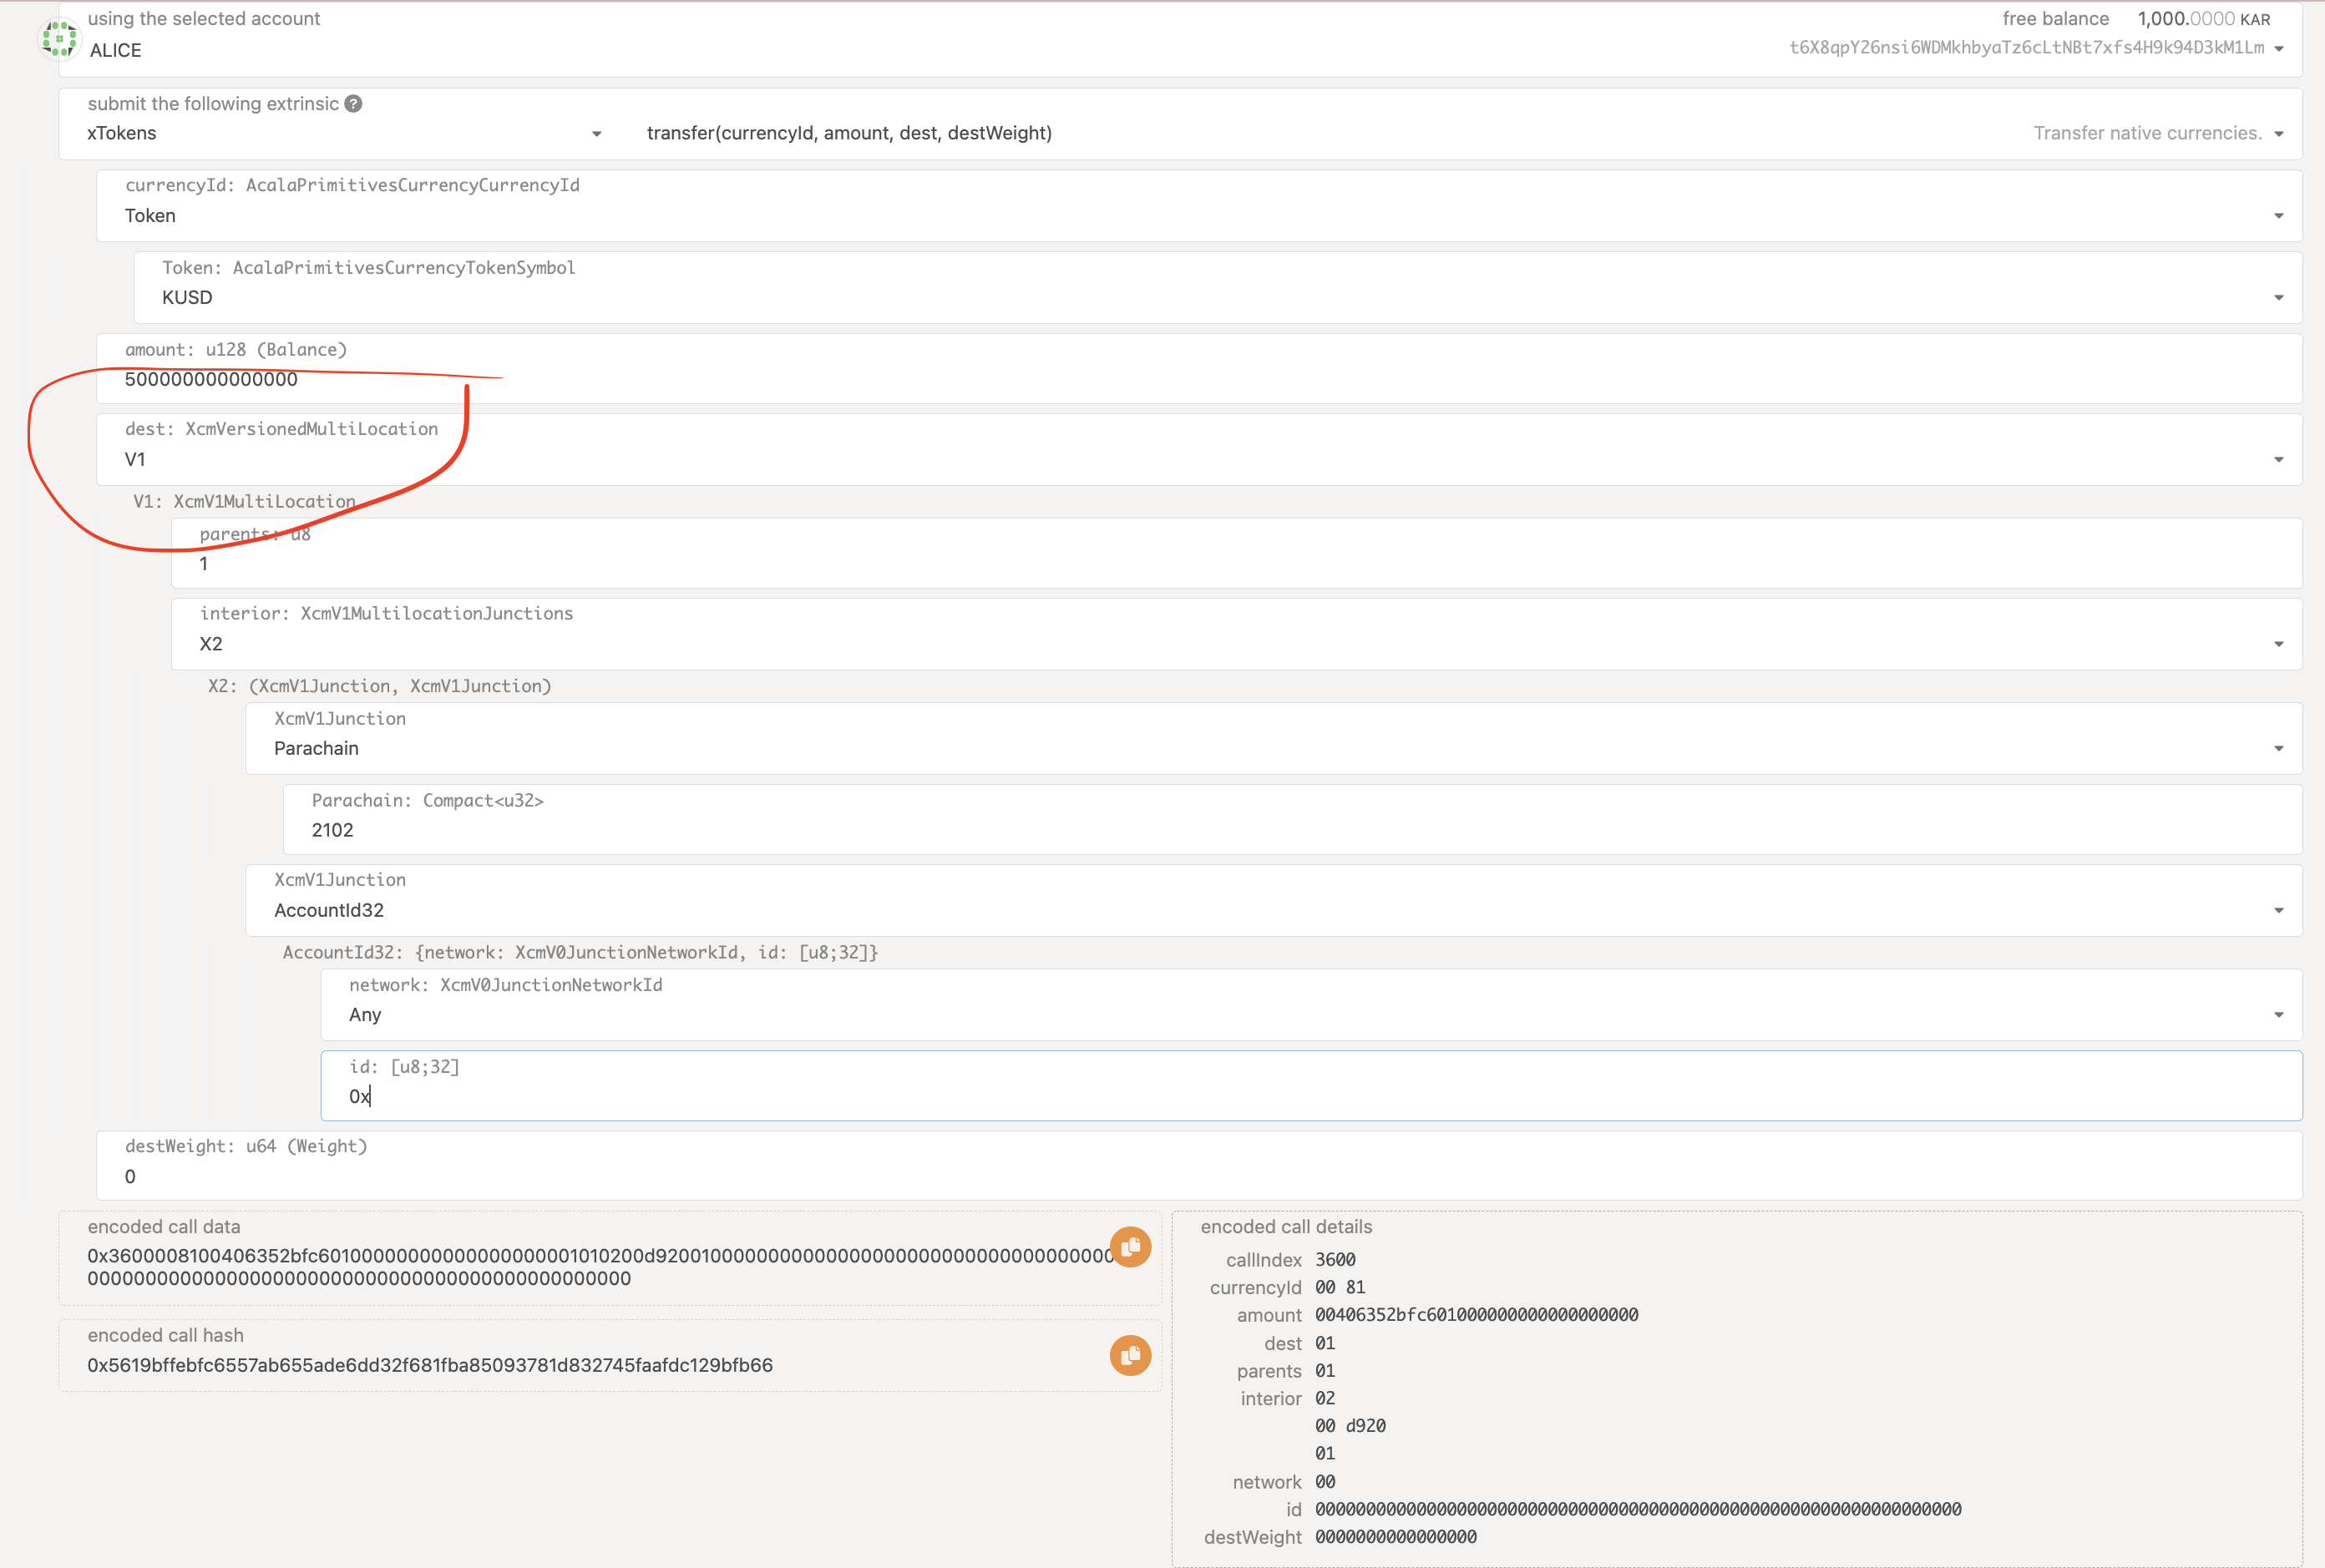 using the selected account
free balance 1,000.0000 KAR
ALICE
t6X8qpY26nsi6WDMkhbyaTz6cLtNBt7xfs4H9k94D3kM1Lm
submit the following extrinsic ?
xTokens
transfer(currencyId, amount, dest, destWeight)
Transfer native currencies.
currencyId: AcalaPrimitivesCurrencyCurrencyId
Token
Token: AcalaPrimitivesCurrencyTokenSymbol
KUSD
amount: u128 (Balance)
500000000000000
dest: XcmVersionedMultiLocation
V1
V1: XcmV1MultiLocation
parents: u8
1
interior: XcmV1MultilocationJunctions
X2
X2: (XcmV1Junction, XcmV1Junction)
XcmV1Junction
Parachain
Parachain: Compact<u32>
2102
XcmV1Junction
AccountId32
AccountId32: {network: XcmV0JunctionNetworkId, id: [u8;32]}
network: XcmV0JunctionNetworkId
Any
id: [u8;32]
0x
destWeight: u64 (Weight)
0
encoded call data
0x3600008100406352bfc60100000000000000000001010200d9200100000000000000000000000000000000000
00000000000000000000000000000000000000000000000
encoded call hash
0x5619bffebfc6557ab655ade6dd32f681fba85093781d832745faafdc129bfb66
encoded call details
callIndex 3600
currencyId 00 81
amount 00406352bfc601000000000000000000
dest 01
parents 01
interior 02
00 d920
01
network 00
id 0000000000000000000000000000000000000000000000000000000000000000
destWeight 0000000000000000